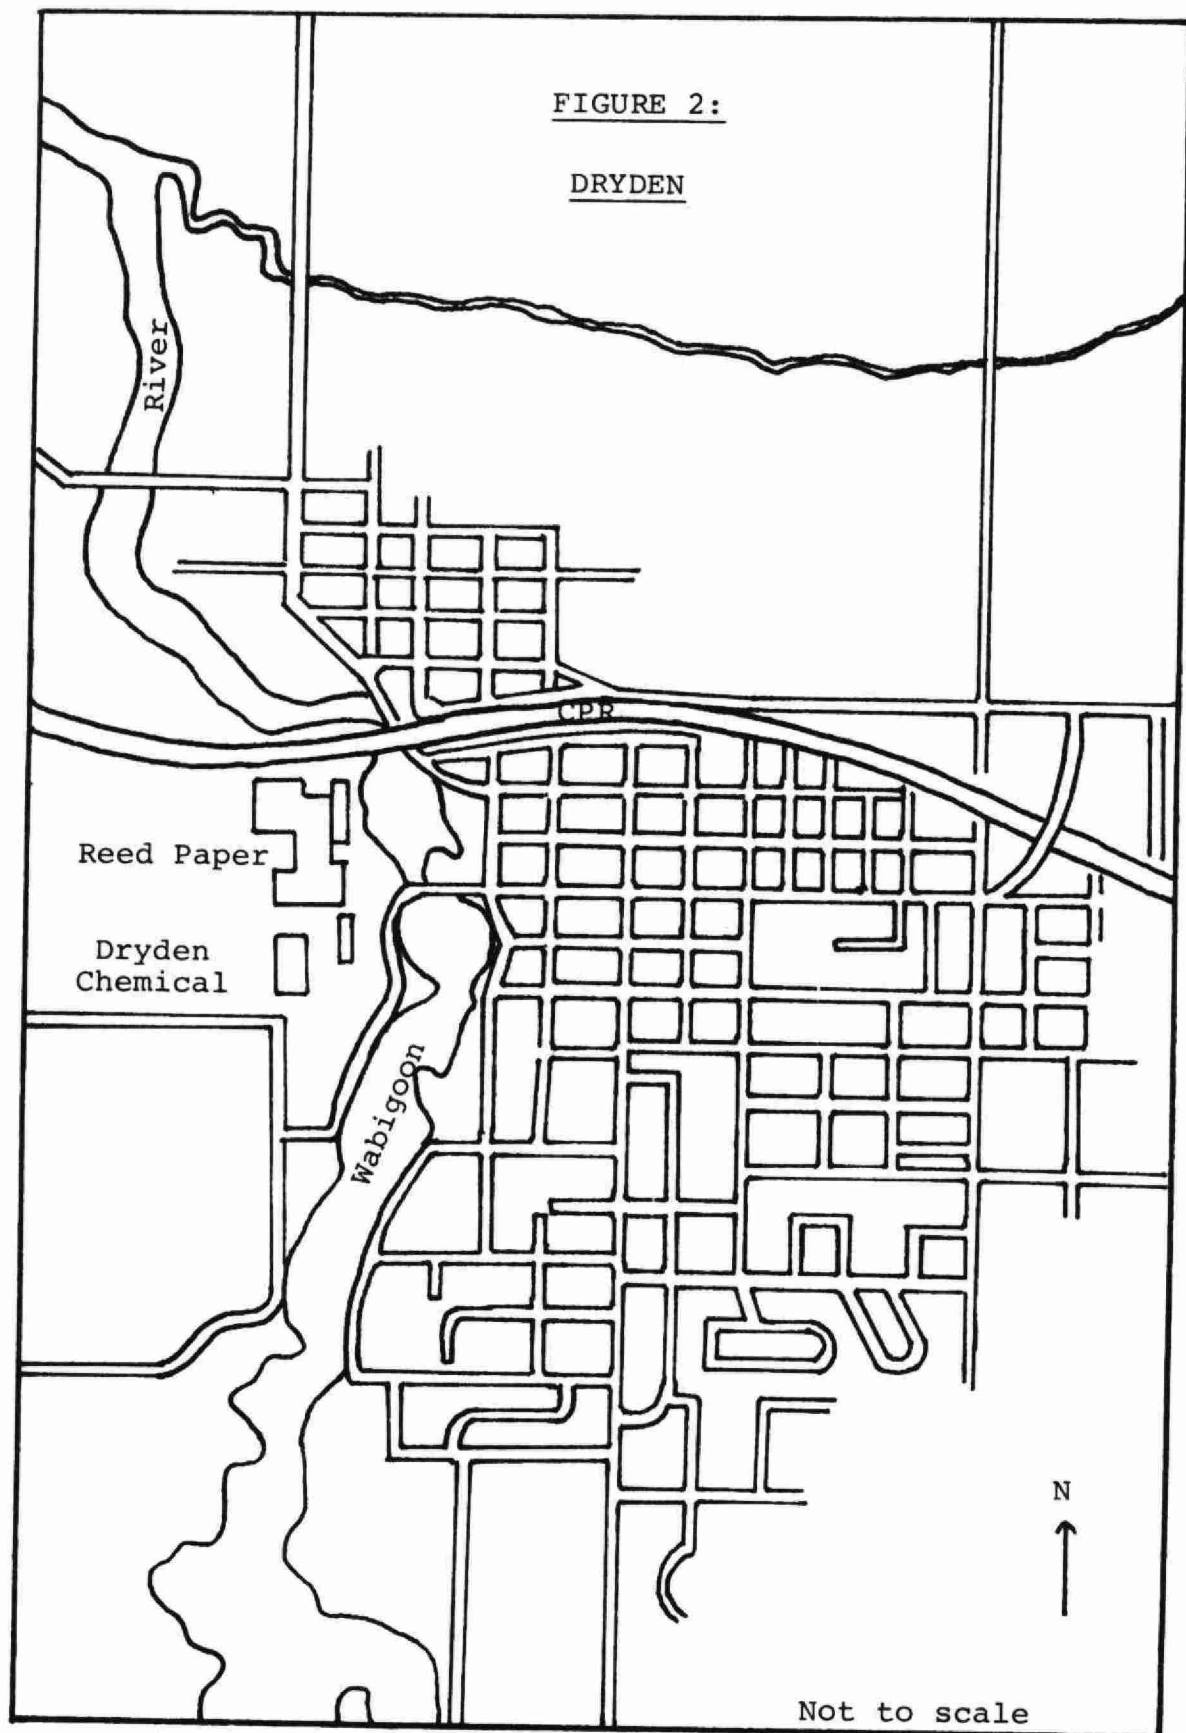 FIGURE 2:
DRYDEN
River
CPR
Reed Paper
Dryden
Chemical
Wabigoon
N
Not to scale